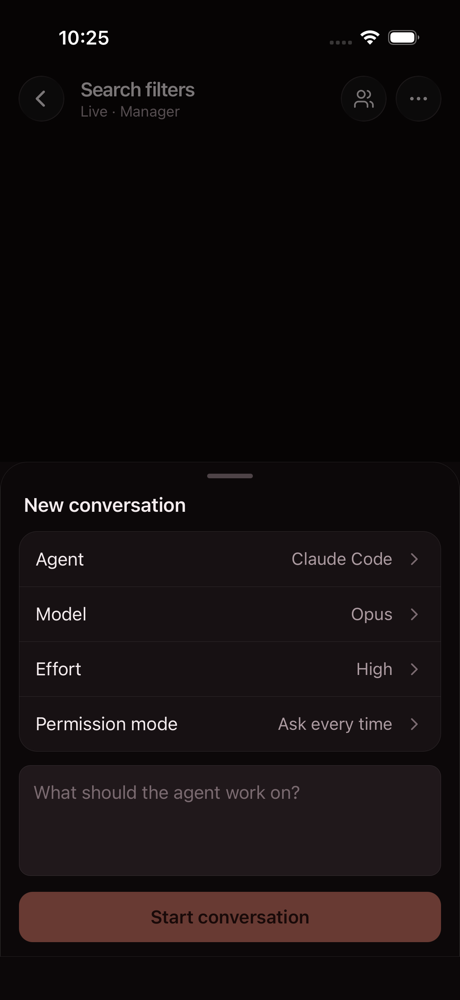 10:25
Search filters
Live · Manager
New conversation
Agent Claude Code
Model Opus
Effort High
Permission mode Ask every time
What should the agent work on?
Start conversation